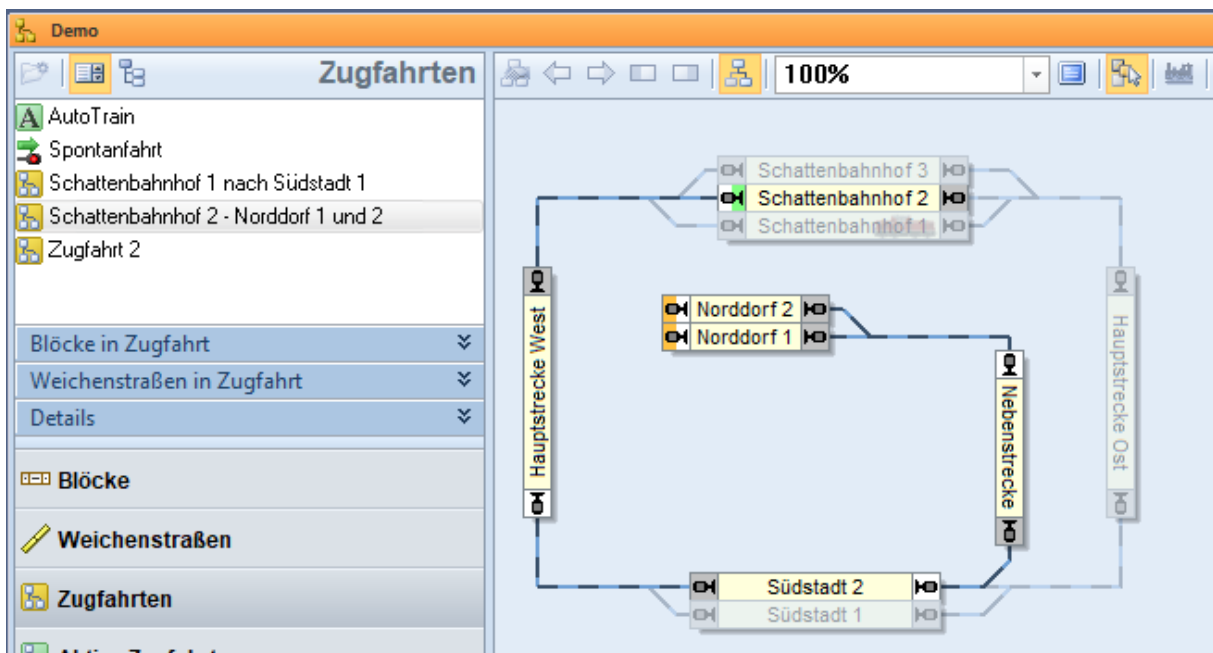 Demo
Zugfahrten
100%
AutoTrain
Spontanfahrt
Schattenbahnhof 1 nach Südstadt 1
Schattenbahnhof 2 - Norddorf 1 und 2
Zugfahrt 2
Blöcke in Zugfahrt
Weichenstraßen in Zugfahrt
Details
Blöcke
Weichenstraßen
Zugfahrten
Schattenbahnhof 3
Schattenbahnhof 2
Schattenbahnhof 1
Norddorf 2
Norddorf 1
Hauptstrecke West
Nebenstrecke
Hauptstrecke Ost
Südstadt 2
Südstadt 1